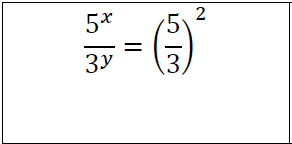 5^x / 3^y = (5/3)^2